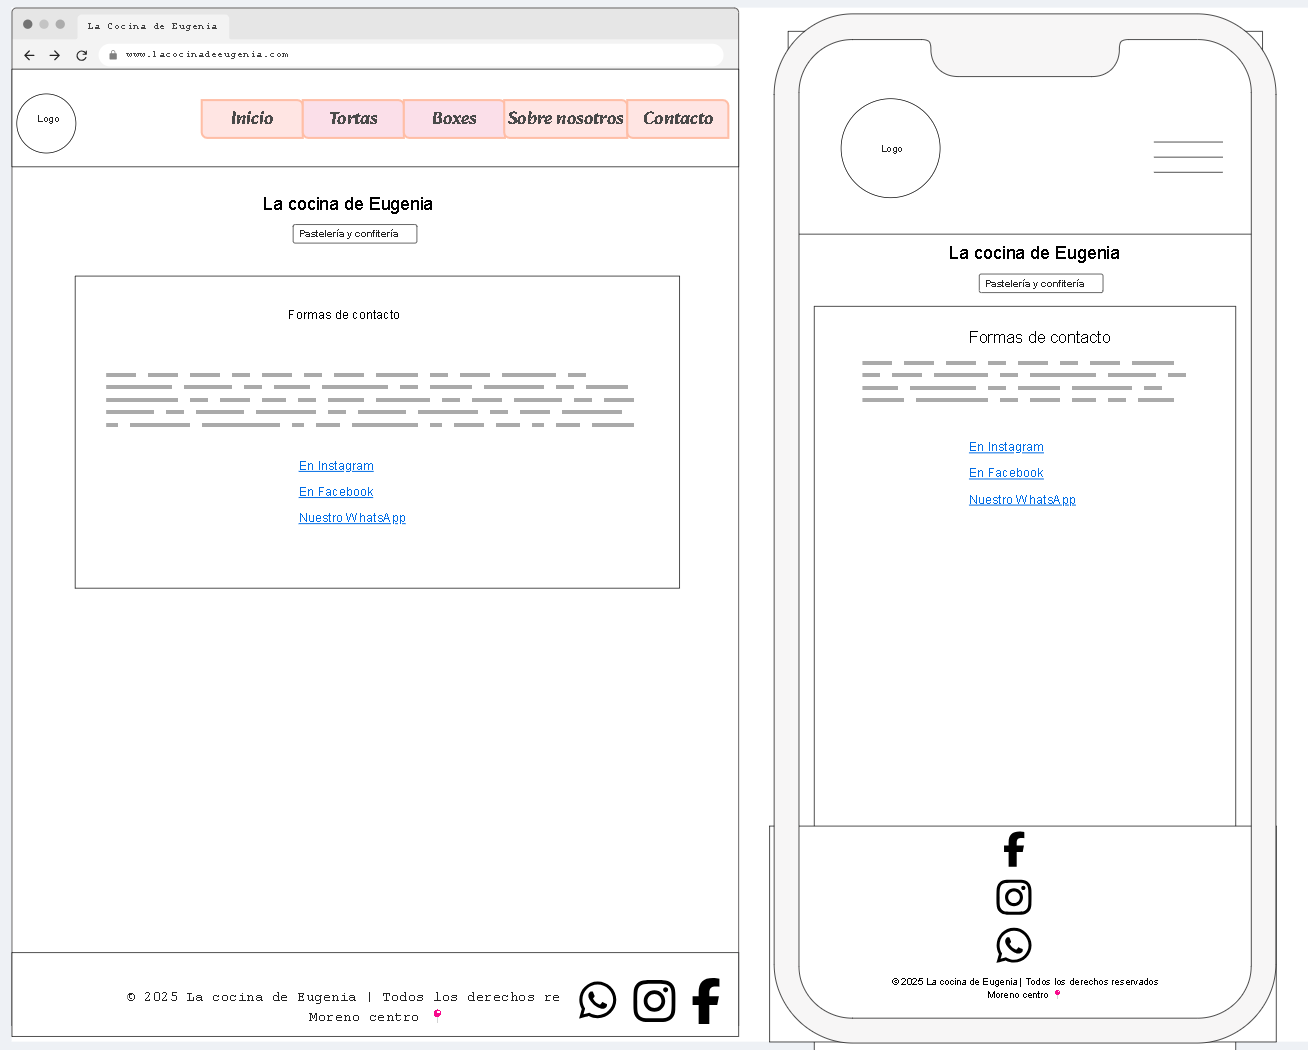 La Cocina de Eugenia
www.lacocinadeeugenia.com
Logo
Inicio
Tortas
Boxes
Sobre nosotros
Contacto
La cocina de Eugenia
Pastelería y confitería
Formas de contacto
En Instagram
En Facebook
Nuestro WhatsApp
© 2025 La cocina de Eugenia | Todos los derechos re
Moreno centro
Logo
La cocina de Eugenia
Pastelería y confitería
Formas de contacto
En Instagram
En Facebook
Nuestro WhatsApp
© 2025 La cocina de Eugenia | Todos los derechos reservados
Moreno centro